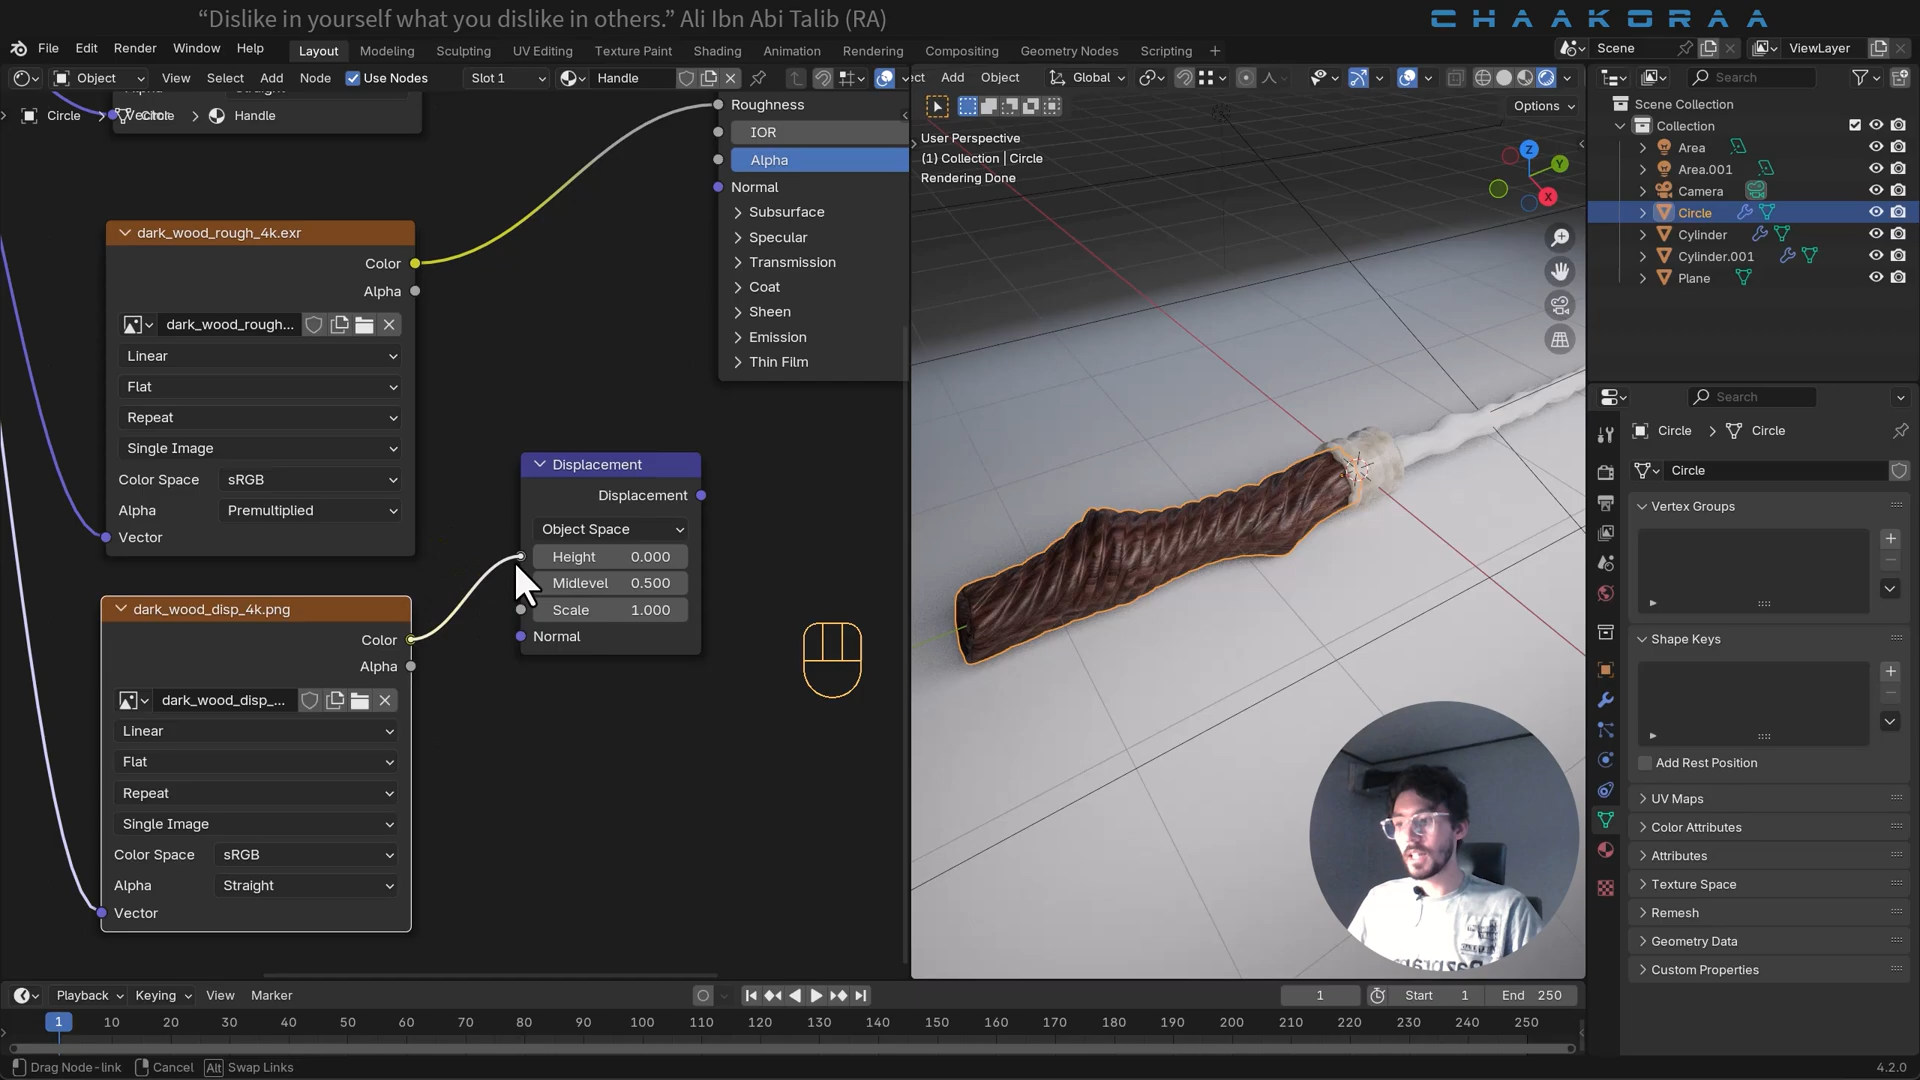 “Dislike in yourself what you dislike in others.” Ali Ibn Abi Talib (RA)
CHAAKORAA
File Edit Render Window Help
Layout Modeling Sculpting UV Editing Texture Paint Shading Animation Rendering Compositing Geometry Nodes Scripting
Scene
ViewLayer
Object View Select Add Node Use Nodes Slot 1 Handle
ect Add Object Global
Search
Options
Circle Circle Handle
Vector
Straight
Roughness
IOR
Alpha
Normal
Subsurface
Specular
Transmission
Coat
Sheen
Emission
Thin Film
dark_wood_rough_4k.exr
Color
Alpha
dark_wood_rough...
Linear
Flat
Repeat
Single Image
Color Space sRGB
Alpha Premultiplied
Vector
Displacement
Displacement
Object Space
Height 0.000
Midlevel 0.500
Scale 1.000
Normal
dark_wood_disp_4k.png
Color
Alpha
dark_wood_disp_...
Linear
Flat
Repeat
Single Image
Color Space sRGB
Alpha Straight
Vector
User Perspective
(1) Collection | Circle
Rendering Done
Z
Y
X
Scene Collection
Collection
Area
Area.001
Camera
Circle
Cylinder
Cylinder.001
Plane
Search
Circle Circle
Circle
Vertex Groups
Shape Keys
Add Rest Position
UV Maps
Color Attributes
Attributes
Texture Space
Remesh
Geometry Data
Custom Properties
Playback Keying View Marker
1 Start 1 End 250
1 10 20 30 40 50 60 70 80 90 100 110 120 130 140 150 160 170 180 190 200 210 220 230 240 250
Drag Node-link Cancel Alt Swap Links
4.2.0